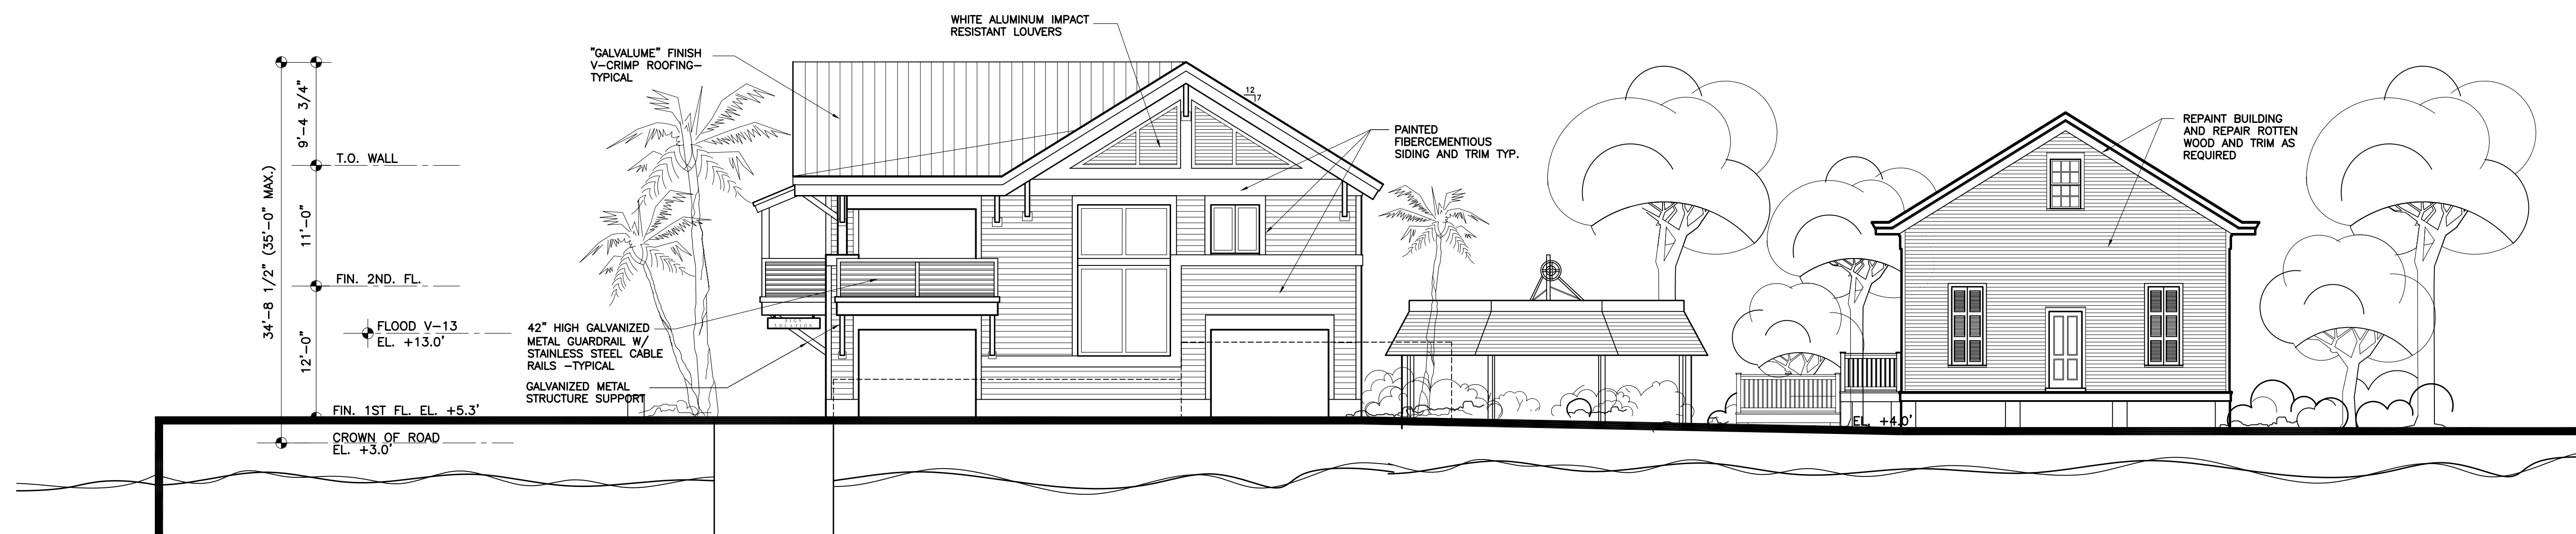 WHITE ALUMINUM IMPACT
RESISTANT LOUVERS
"GALVALUME" FINISH
V-CRIMP ROOFING-
TYPICAL
12
7
9'-4 3/4"
T.O. WALL
34'-8 1/2" (35'-0" MAX.)
11'-0"
FIN. 2ND. FL.
FLOOD V-13
EL. +13.0'
12'-0"
FIN. 1ST FL. EL. +5.3'
CROWN OF ROAD
EL. +3.0'
42" HIGH GALVANIZED
METAL GUARDRAIL W/
STAINLESS STEEL CABLE
RAILS -TYPICAL
GALVANIZED METAL
STRUCTURE SUPPORT
SIGN
LOCATION
PAINTED
FIBERCEMENTIOUS
SIDING AND TRIM TYP.
REPAINT BUILDING
AND REPAIR ROTTEN
WOOD AND TRIM AS
REQUIRED
EL. +4.0'